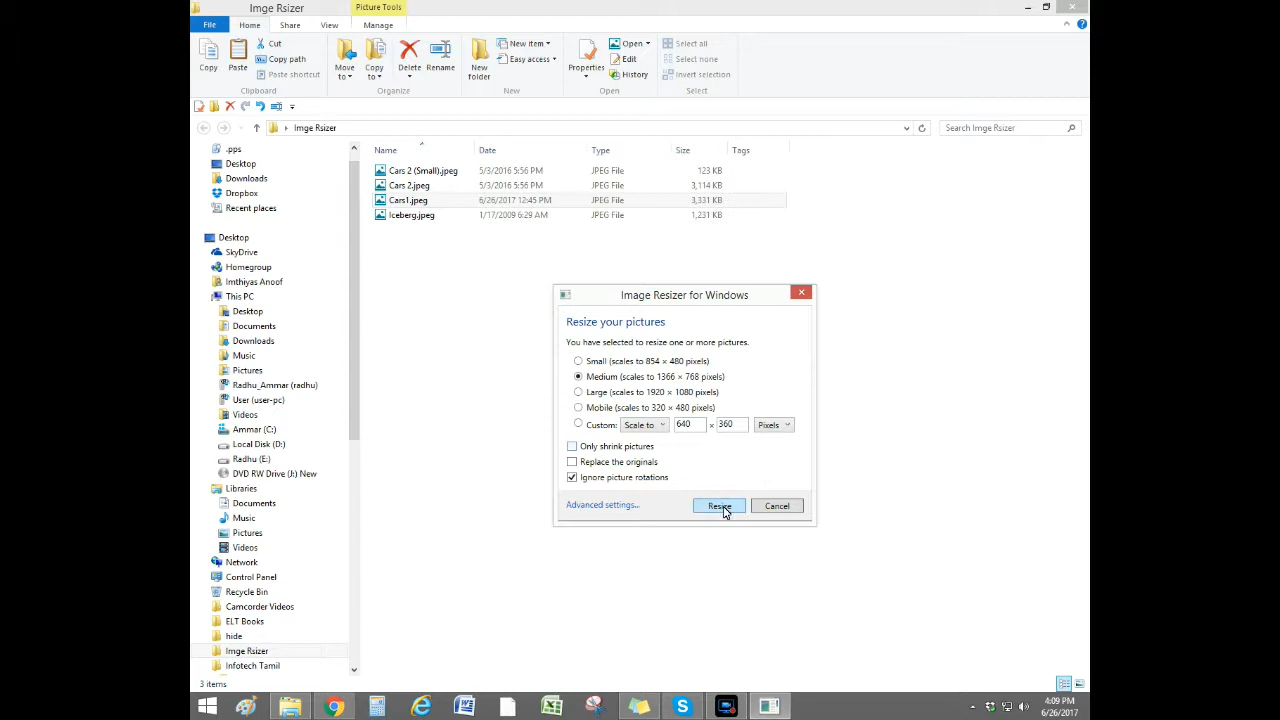 Imge Rsizer
Picture Tools
File
Home
Share
View
Manage
Copy
Paste
Cut
Copy path
Paste shortcut
Clipboard
Move to
Copy to
Delete
Rename
Organize
New folder
New item
Easy access
New
Properties
Open
Edit
History
Open
Select all
Select none
Invert selection
Select
Imge Rsizer
Search Imge Rsizer
Name
Date
Type
Size
Tags
Cars 2 (Small).jpeg 5/3/2016 5:56 PM JPEG File 123 KB
Cars 2.jpeg 5/3/2016 5:56 PM JPEG File 3,114 KB
Cars1.jpeg 6/26/2017 12:45 PM JPEG File 3,331 KB
Iceberg.jpeg 1/17/2009 6:29 AM JPEG File 1,231 KB
.pps
Desktop
Downloads
Dropbox
Recent places
Desktop
SkyDrive
Homegroup
Imthiyas Anoof
This PC
Desktop
Documents
Downloads
Music
Pictures
Radhu_Ammar (radhu)
User (user-pc)
Videos
Ammar (C:)
Local Disk (D:)
Radhu (E:)
DVD RW Drive (J:) New
Libraries
Documents
Music
Pictures
Videos
Network
Control Panel
Recycle Bin
Camcorder Videos
ELT Books
hide
Imge Rsizer
Infotech Tamil
Image Resizer for Windows
Resize your pictures
You have selected to resize one or more pictures.
Small (scales to 854 × 480 pixels)
Medium (scales to 1366 × 768 pixels)
Large (scales to 1920 × 1080 pixels)
Mobile (scales to 320 × 480 pixels)
Custom: Scale to 640 × 360 Pixels
Only shrink pictures
Replace the originals
Ignore picture rotations
Advanced settings...
Resize
Cancel
3 items
4:09 PM
6/26/2017